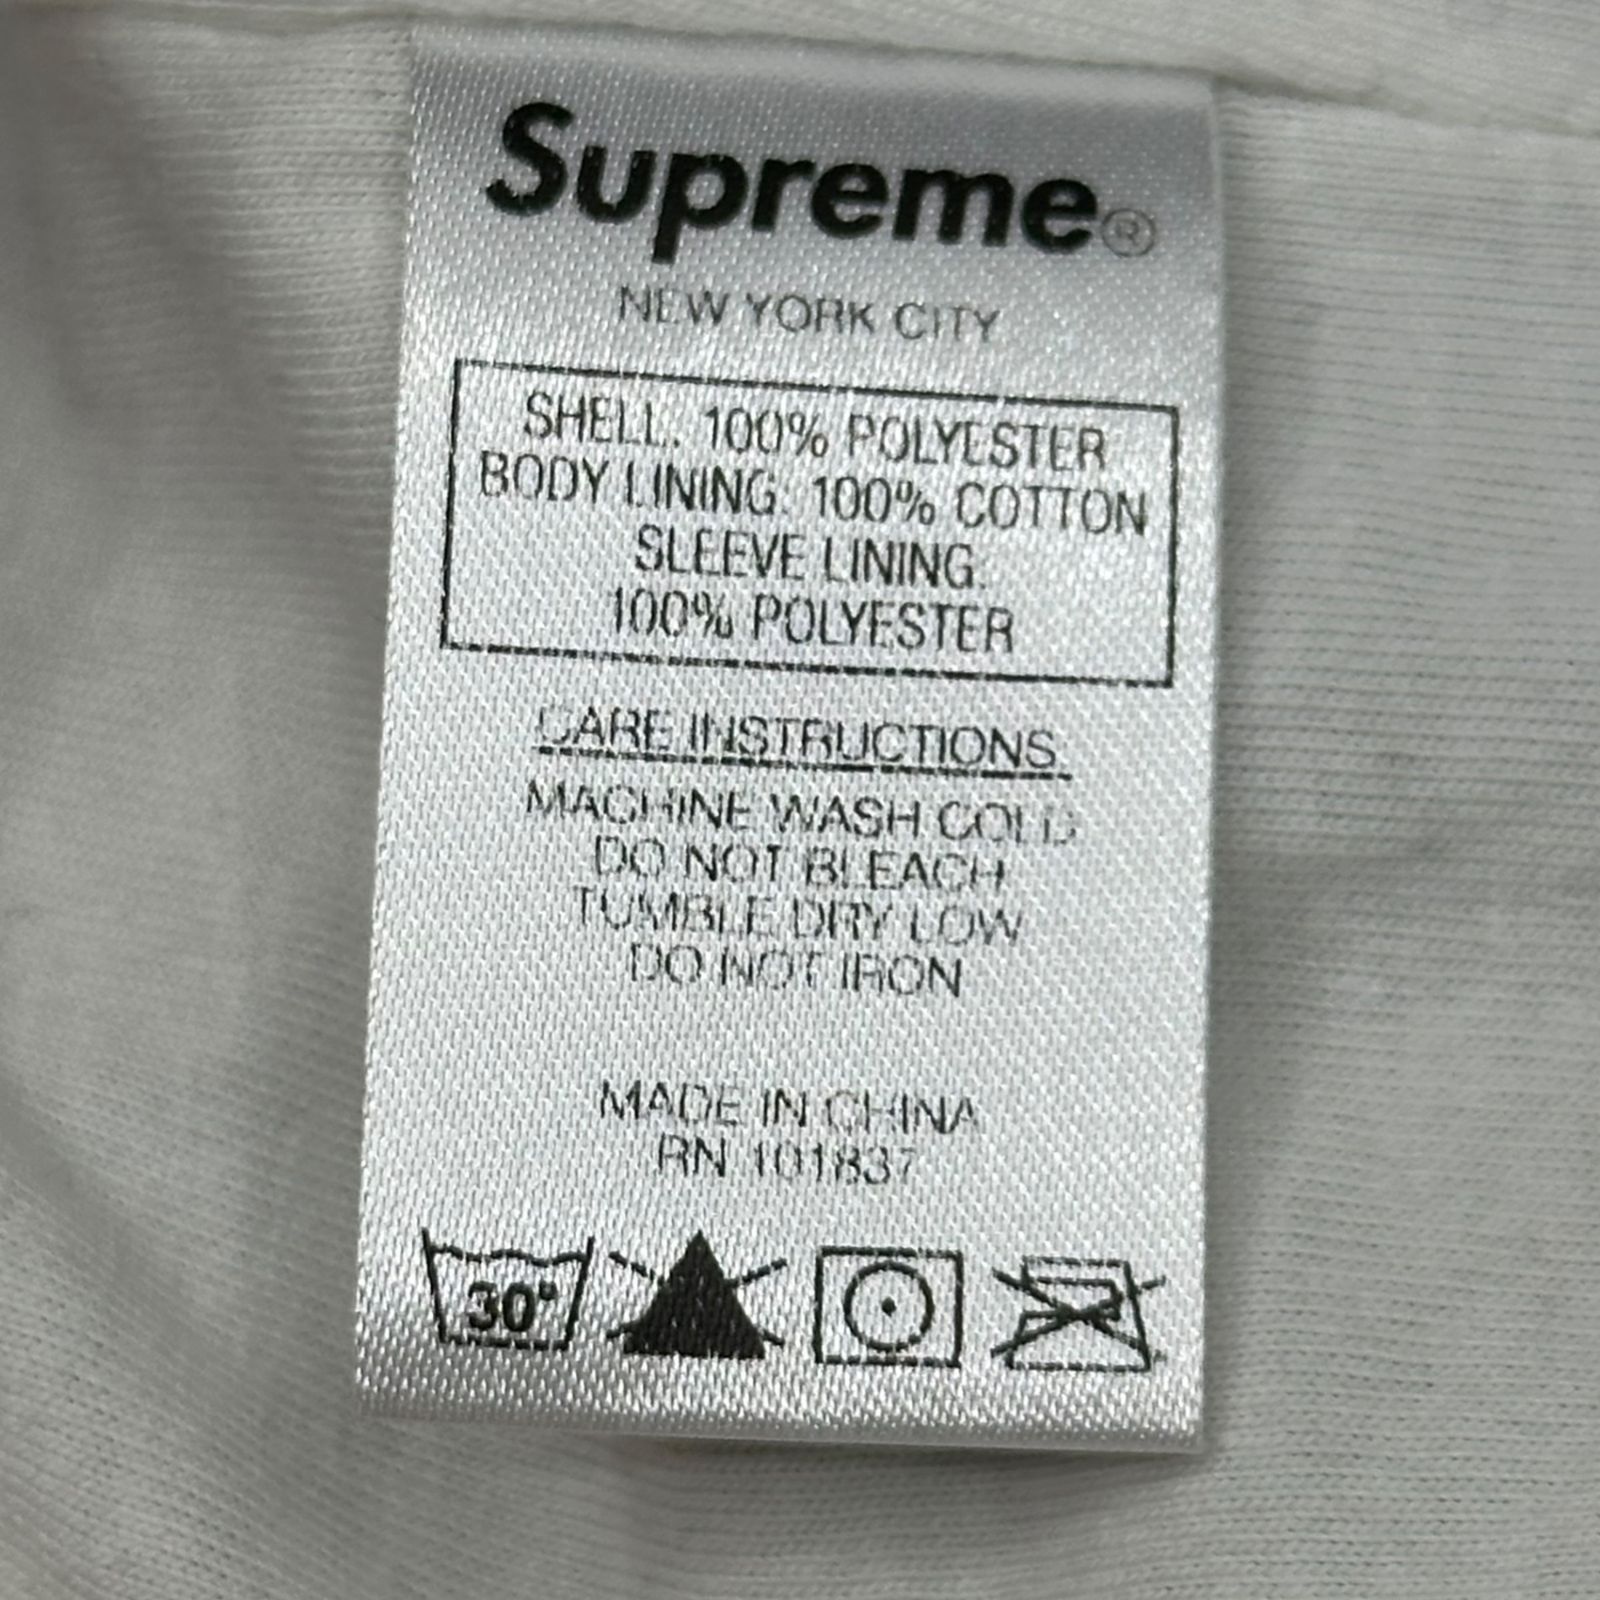 Supreme®
NEW YORK CITY
SHELL: 100% POLYESTER
BODY LINING: 100% COTTON
SLEEVE LINING:
100% POLYESTER
CARE INSTRUCTIONS
MACHINE WASH COLD
DO NOT BLEACH
TUMBLE DRY LOW
DO NOT IRON
MADE IN CHINA
RN 101837
30°